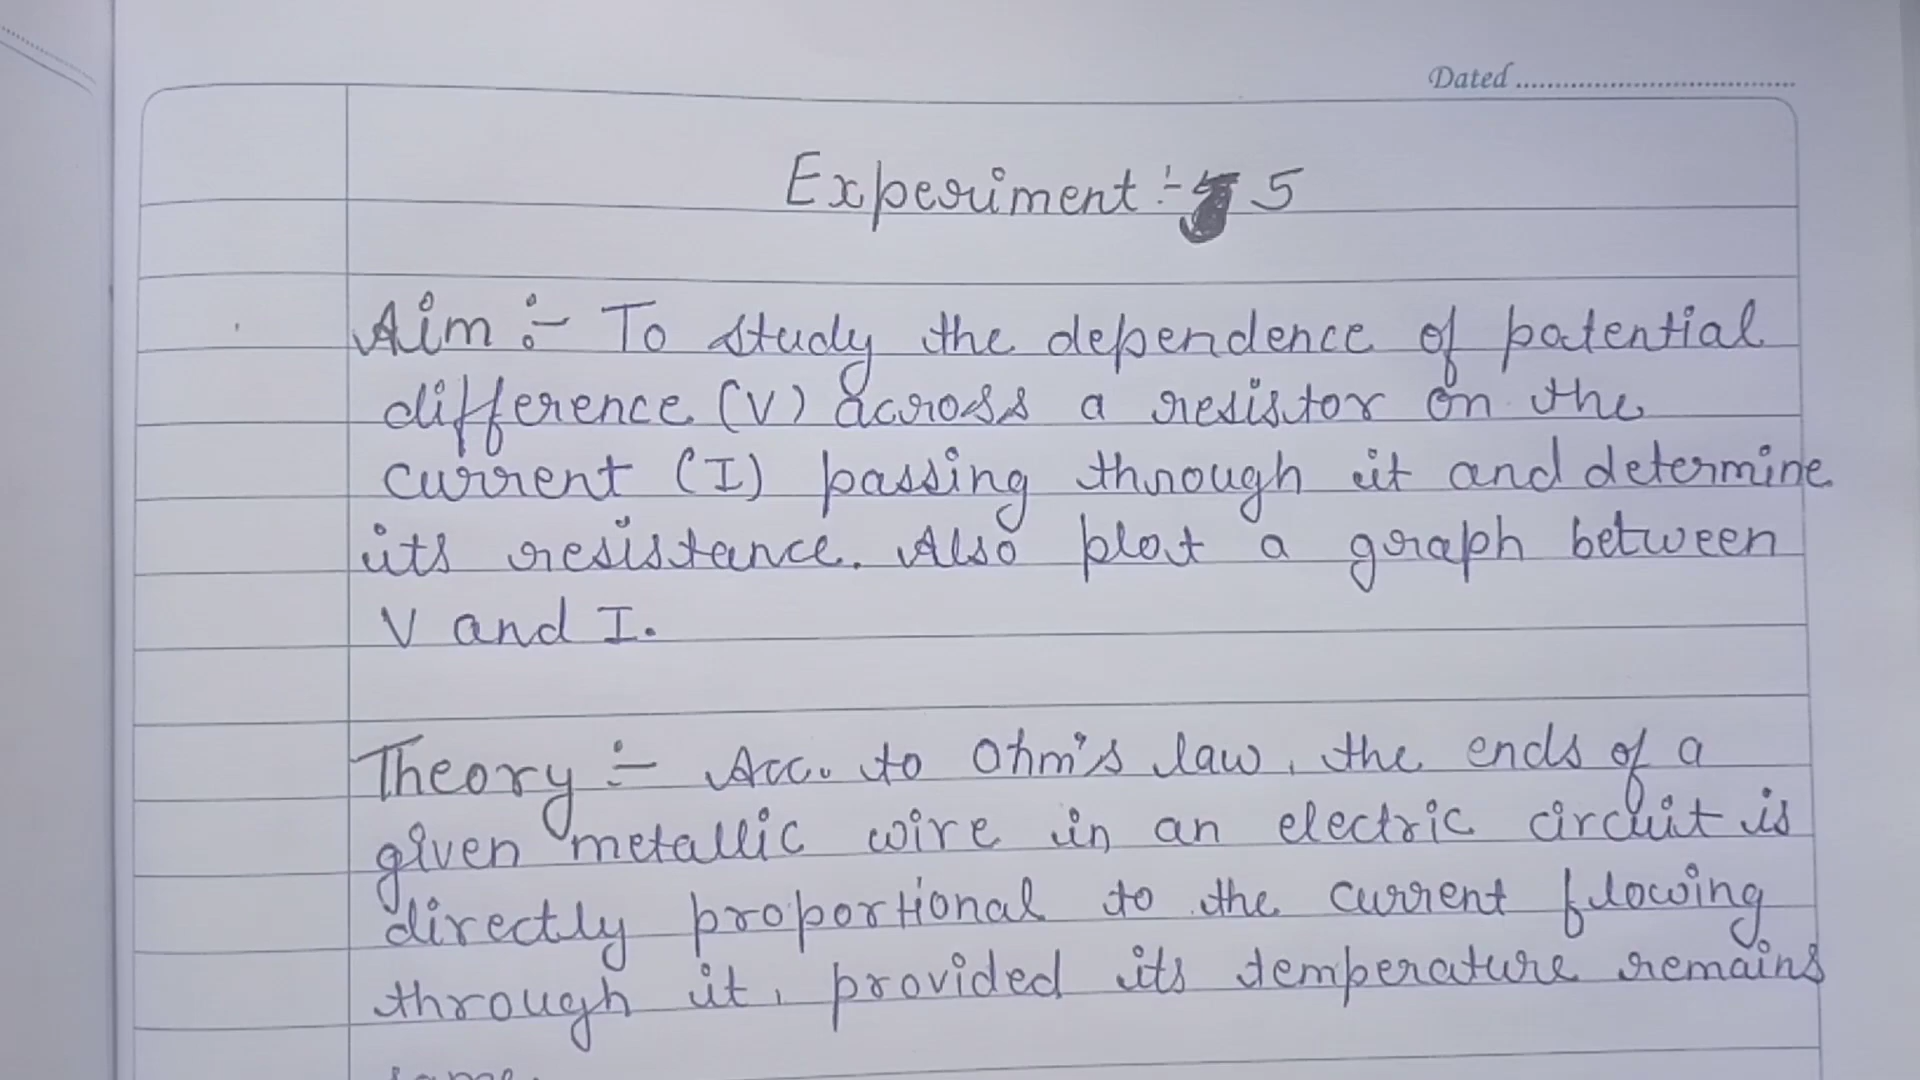 Dated
Experiment :- 5
Aim :- To study the dependence of potential
difference (V) across a resistor on the
current (I) passing through it and determine
its resistance. Also plot a graph between
V and I.
Theory :- Acc. to Ohm's law, the ends of a
given metallic wire in an electric circuit is
directly proportional to the current flowing
through it, provided its temperature remains
same.